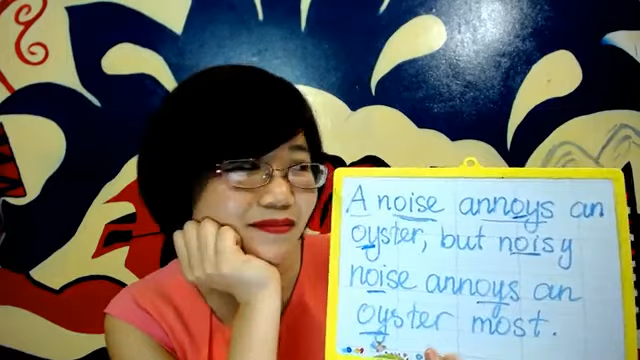 A noise annoys an
oyster, but noisy
noise annoys an
oyster most.